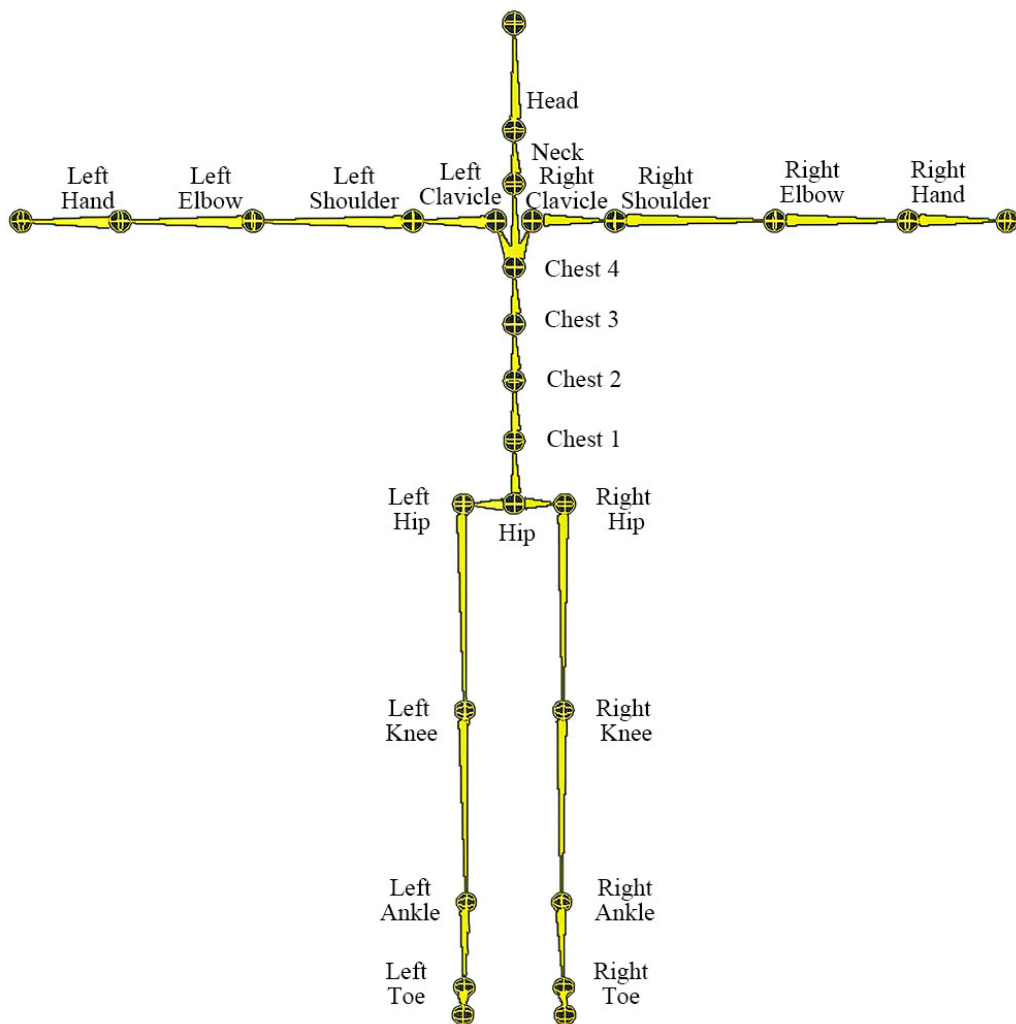 Head
Neck
Left
Hand
Left
Elbow
Left
Shoulder
Left
Clavicle
Right
Clavicle
Right
Shoulder
Right
Elbow
Right
Hand
Chest 4
Chest 3
Chest 2
Chest 1
Left
Hip
Hip
Right
Hip
Left
Knee
Right
Knee
Left
Ankle
Right
Ankle
Left
Toe
Right
Toe